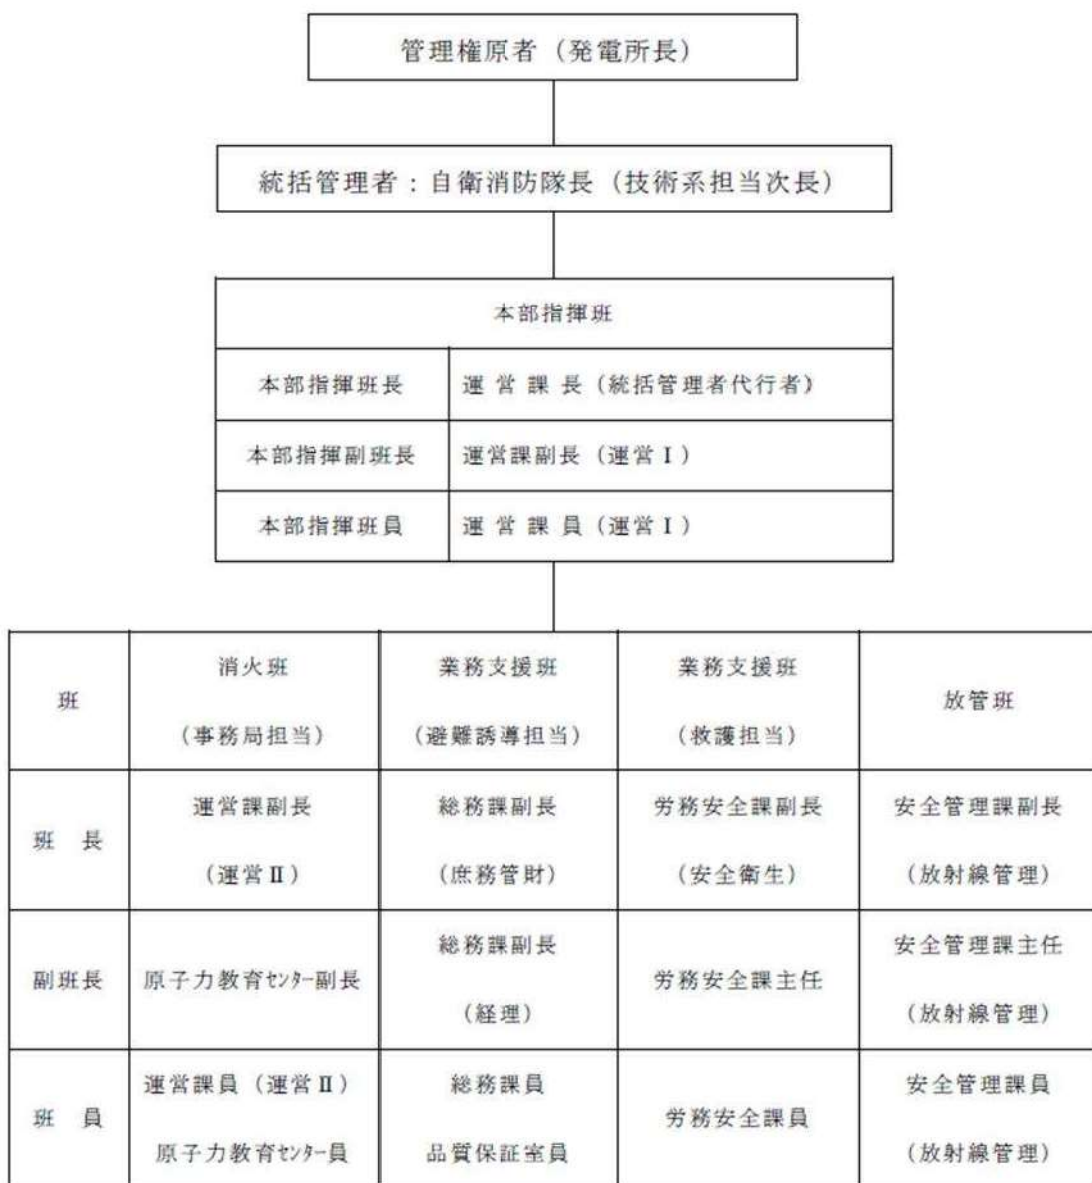 管理権原者（発電所長）
統括管理者：自衛消防隊長（技術系担当次長）
本部指揮班
本部指揮班長
運 営 課 長（統括管理者代行者）
本部指揮副班長
運営課副長（運営Ⅰ）
本部指揮班員
運 営 課 員（運営Ⅰ）
班
消火班
（事務局担当）
業務支援班
（避難誘導担当）
業務支援班
（救護担当）
放管班
班　長
運営課副長
（運営Ⅱ）
総務課副長
（庶務管財）
労務安全課副長
（安全衛生）
安全管理課副長
（放射線管理）
副班長
原子力教育ｾﾝﾀｰ副長
総務課副長
（経理）
労務安全課主任
安全管理課主任
（放射線管理）
班　員
運営課員（運営Ⅱ）
原子力教育ｾﾝﾀｰ員
総務課員
品質保証室員
労務安全課員
安全管理課員
（放射線管理）